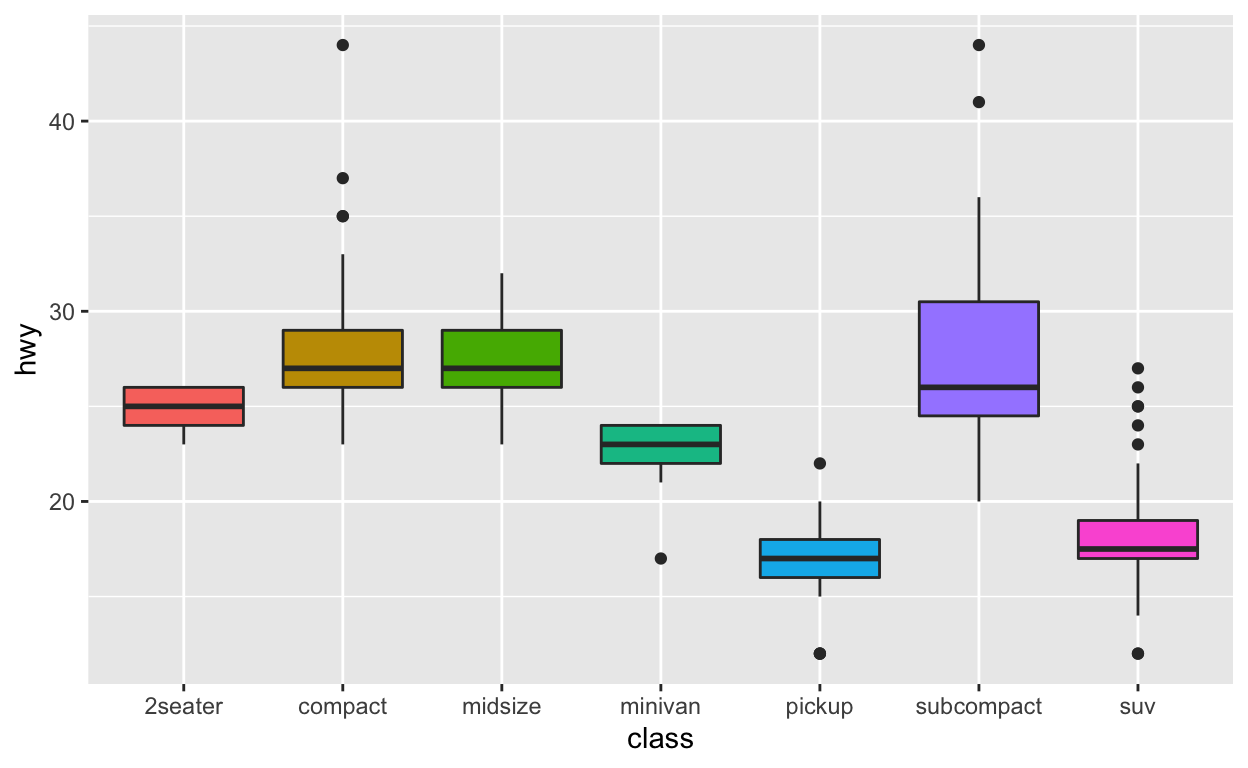 40
30
20
hwy
2seater compact midsize minivan pickup subcompact suv
class